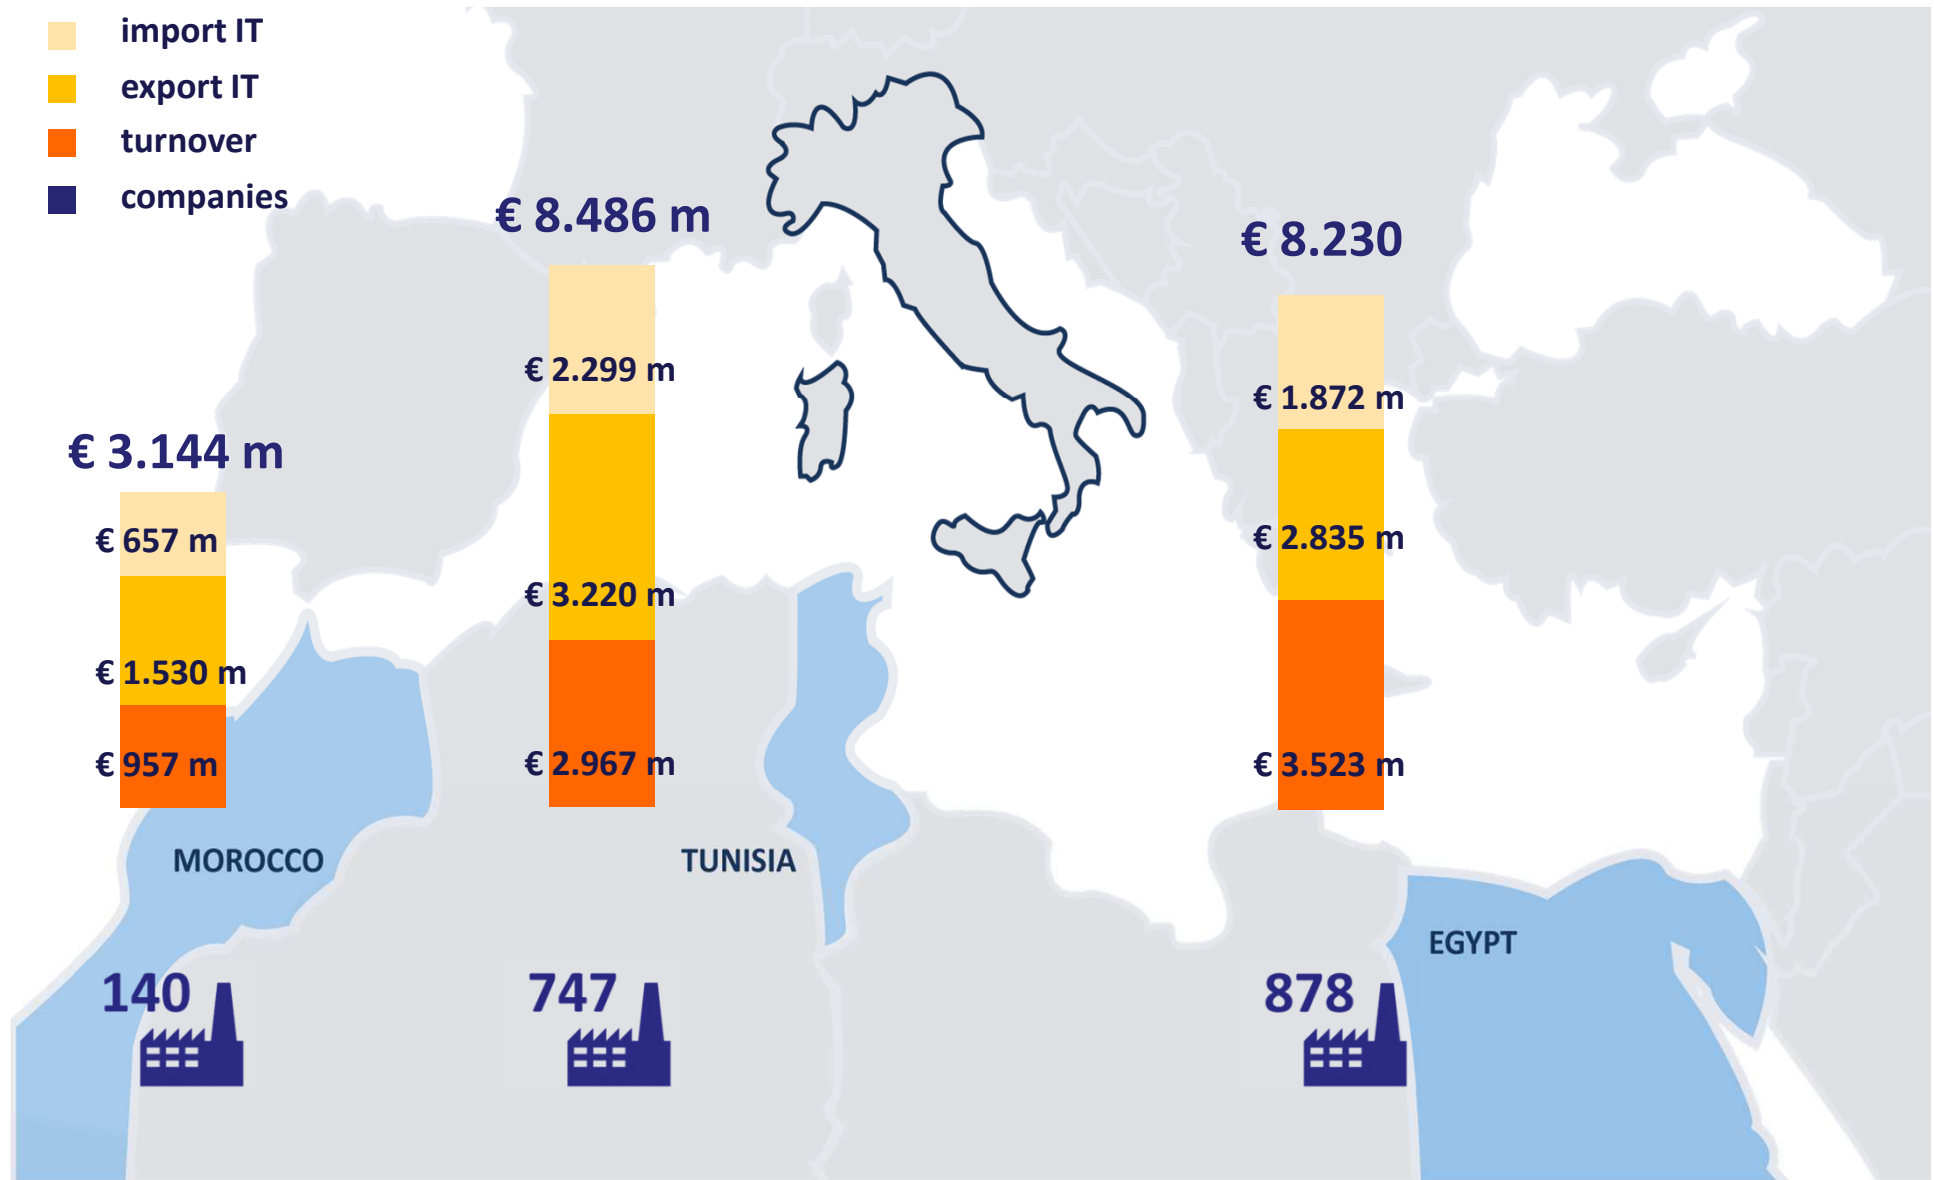 import IT
export IT
turnover
companies
€ 3.144 m
€ 657 m
€ 1.530 m
€ 957 m
MOROCCO
140
€ 8.486 m
€ 2.299 m
€ 3.220 m
€ 2.967 m
TUNISIA
747
€ 8.230
€ 1.872 m
€ 2.835 m
€ 3.523 m
EGYPT
878